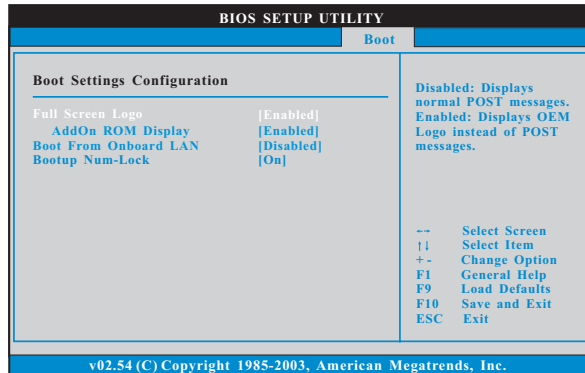 BIOS SETUP UTILITY
Boot
Boot Settings Configuration
Full Screen Logo [Enabled]
AddOn ROM Display [Enabled]
Boot From Onboard LAN [Disabled]
Bootup Num-Lock [On]
Disabled: Displays
normal POST messages.
Enabled: Displays OEM
Logo instead of POST
messages.
←→ Select Screen
↑↓ Select Item
+ - Change Option
F1 General Help
F9 Load Defaults
F10 Save and Exit
ESC Exit
v02.54 (C) Copyright 1985-2003, American Megatrends, Inc.